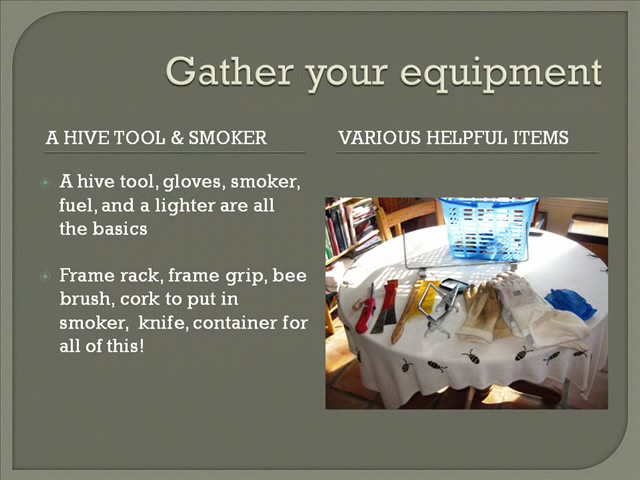 Gather your equipment
A HIVE TOOL & SMOKER
VARIOUS HELPFUL ITEMS
A hive tool, gloves, smoker,
fuel, and a lighter are all
the basics
Frame rack, frame grip, bee
brush, cork to put in
smoker,  knife, container for
all of this!